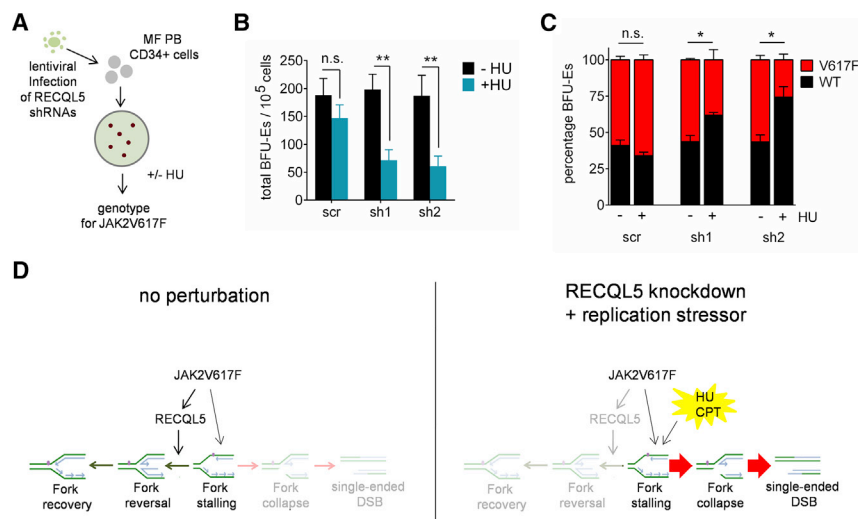 A
lentiviral
Infection
of RECQL5
shRNAs
MF PB
CD34+ cells
+/- HU
genotype
for JAK2V617F
B
total BFU-Es / 10⁵ cells
250
200
150
100
50
0
n.s.
**
**
- HU
+HU
scr
sh1
sh2
C
percentage BFU-Es
100
75
50
25
0
n.s.
*
*
V617F
WT
- + - + - + HU
scr
sh1
sh2
D
no perturbation
JAK2V617F
RECQL5
Fork
recovery
Fork
reversal
Fork
stalling
Fork
collapse
single-ended
DSB
RECQL5 knockdown
+ replication stressor
JAK2V617F
RECQL5
HU
CPT
Fork
recovery
Fork
reversal
Fork
stalling
Fork
collapse
single-ended
DSB